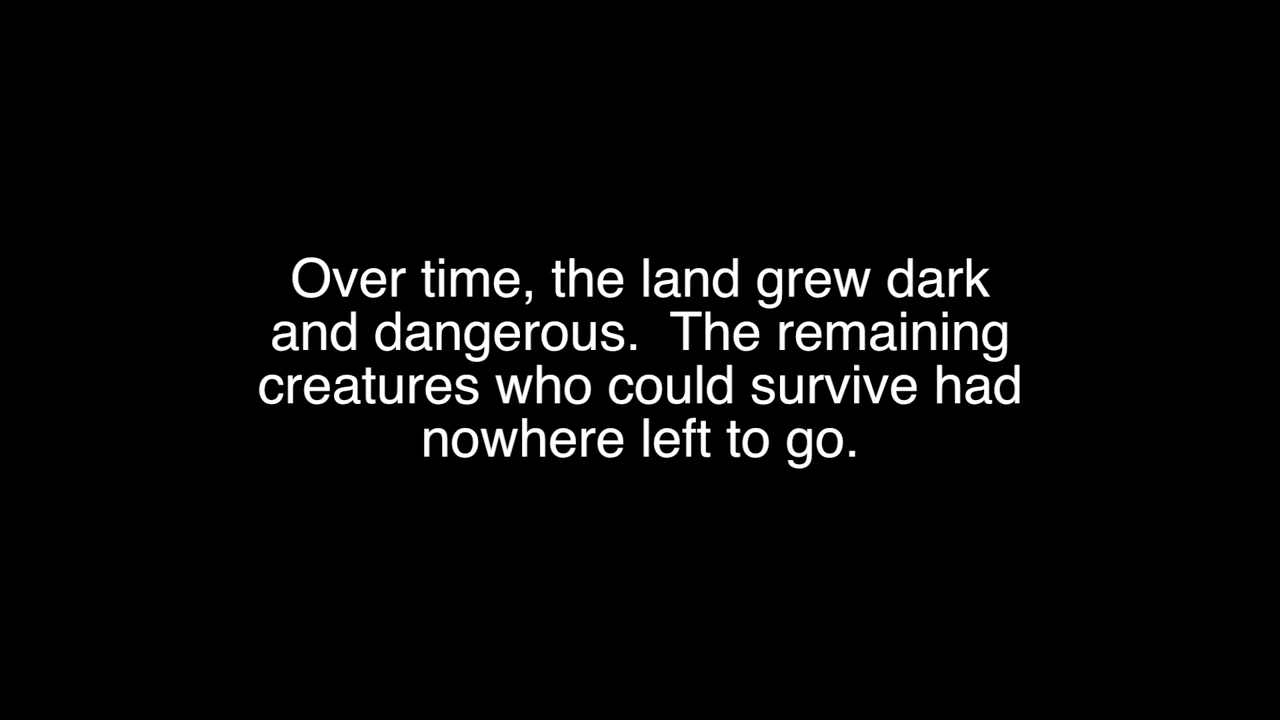 Over time, the land grew dark
and dangerous.  The remaining
creatures who could survive had
nowhere left to go.